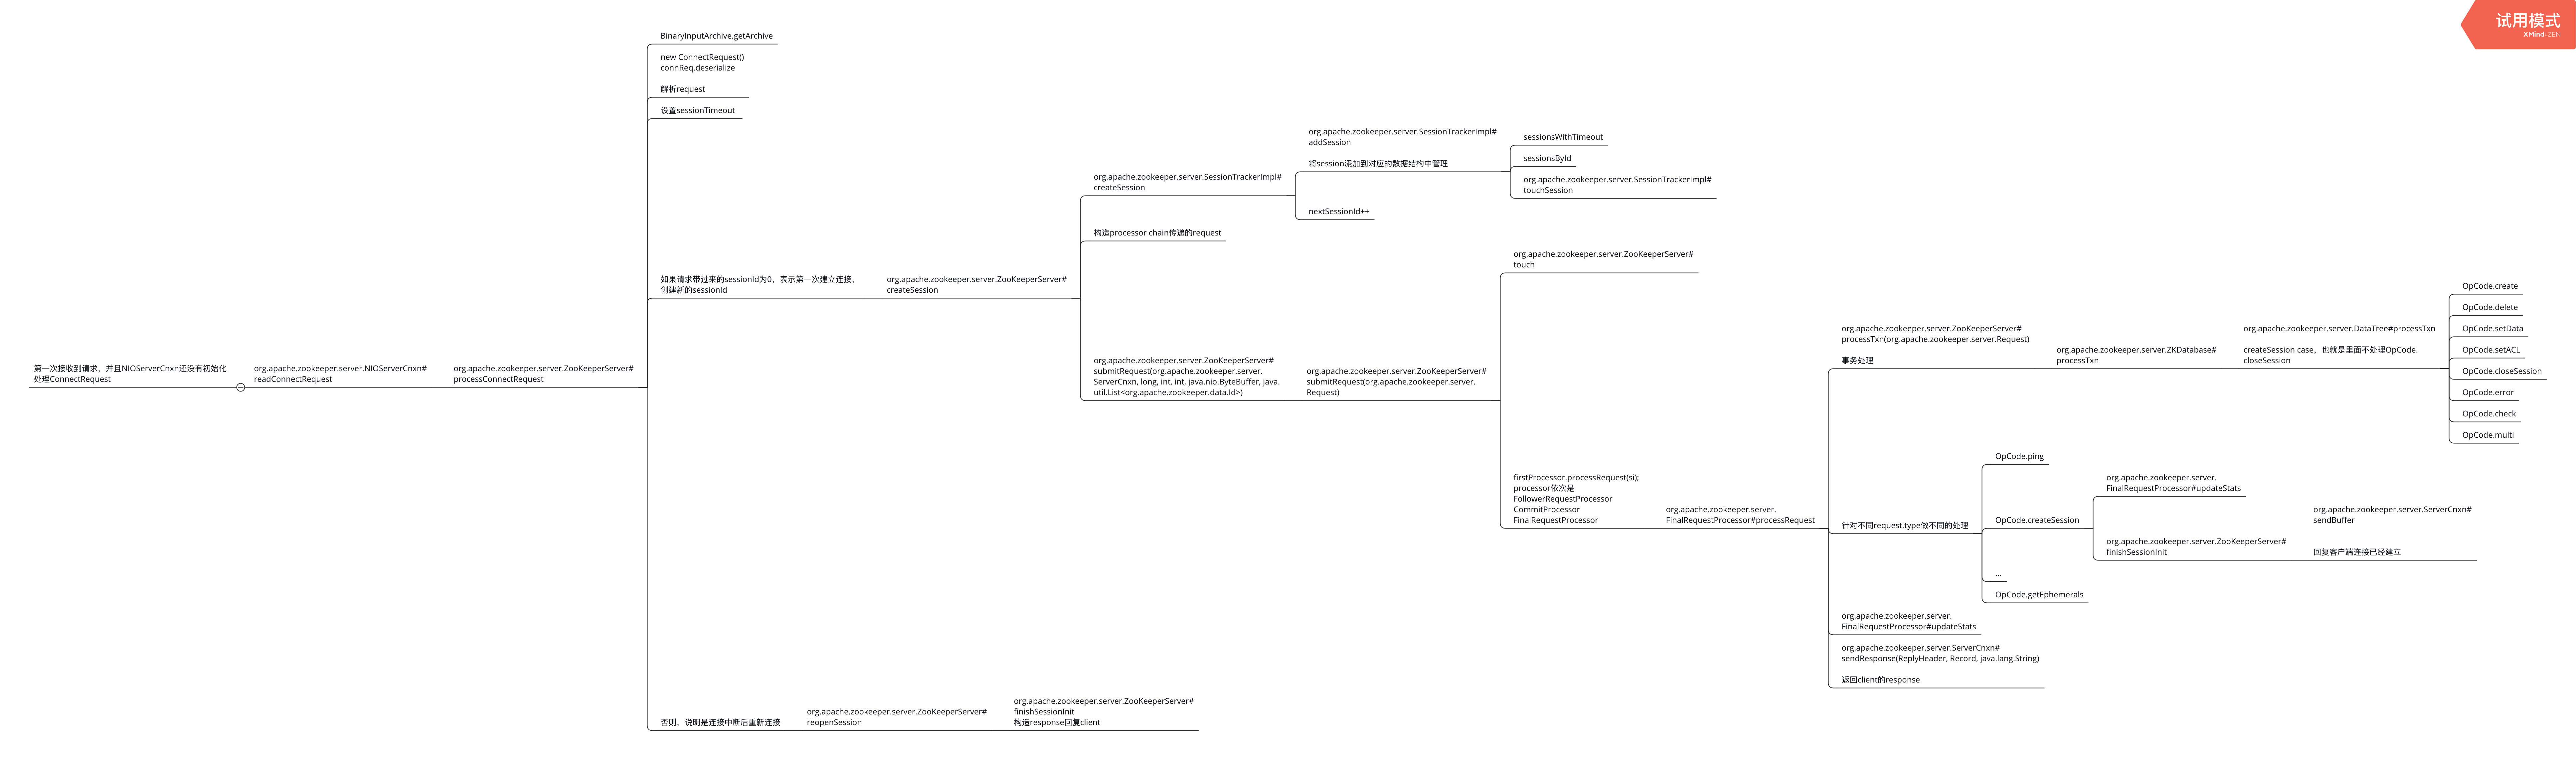 试用模式
XMind:ZEN
第一次接收到请求，并且NIOServerCnxn还没有初始化
处理ConnectRequest
org.apache.zookeeper.server.NIOServerCnxn#
readConnectRequest
org.apache.zookeeper.server.ZooKeeperServer#
processConnectRequest
BinaryInputArchive.getArchive
new ConnectRequest()
connReq.deserialize
解析request
设置sessionTimeout
如果请求带过来的sessionId为0，表示第一次建立连接，
创建新的sessionId
org.apache.zookeeper.server.ZooKeeperServer#
createSession
org.apache.zookeeper.server.SessionTrackerImpl#
createSession
org.apache.zookeeper.server.SessionTrackerImpl#
addSession
将session添加到对应的数据结构中管理
sessionsWithTimeout
sessionsById
org.apache.zookeeper.server.SessionTrackerImpl#
touchSession
nextSessionId++
构造processor chain传递的request
org.apache.zookeeper.server.ZooKeeperServer#
submitRequest(org.apache.zookeeper.server.
ServerCnxn, long, int, int, java.nio.ByteBuffer, java.
util.List<org.apache.zookeeper.data.Id>)
org.apache.zookeeper.server.ZooKeeperServer#
submitRequest(org.apache.zookeeper.server.
Request)
org.apache.zookeeper.server.ZooKeeperServer#
touch
firstProcessor.processRequest(si);
processor依次是
FollowerRequestProcessor
CommitProcessor
FinalRequestProcessor
org.apache.zookeeper.server.
FinalRequestProcessor#processRequest
org.apache.zookeeper.server.ZooKeeperServer#
processTxn(org.apache.zookeeper.server.Request)
事务处理
org.apache.zookeeper.server.ZKDatabase#
processTxn
org.apache.zookeeper.server.DataTree#processTxn
createSession case，也就是里面不处理OpCode.
closeSession
OpCode.create
OpCode.delete
OpCode.setData
OpCode.setACL
OpCode.closeSession
OpCode.error
OpCode.check
OpCode.multi
针对不同request.type做不同的处理
OpCode.ping
OpCode.createSession
org.apache.zookeeper.server.
FinalRequestProcessor#updateStats
org.apache.zookeeper.server.ZooKeeperServer#
finishSessionInit
org.apache.zookeeper.server.ServerCnxn#
sendBuffer
回复客户端连接已经建立
...
OpCode.getEphemerals
org.apache.zookeeper.server.
FinalRequestProcessor#updateStats
org.apache.zookeeper.server.ServerCnxn#
sendResponse(ReplyHeader, Record, java.lang.String)
返回client的response
否则，说明是连接中断后重新连接
org.apache.zookeeper.server.ZooKeeperServer#
reopenSession
org.apache.zookeeper.server.ZooKeeperServer#
finishSessionInit
构造response回复client